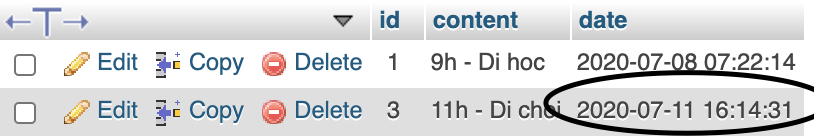 id content date
Edit Copy Delete 1 9h - Di hoc 2020-07-08 07:22:14
Edit Copy Delete 3 11h - Di choi 2020-07-11 16:14:31